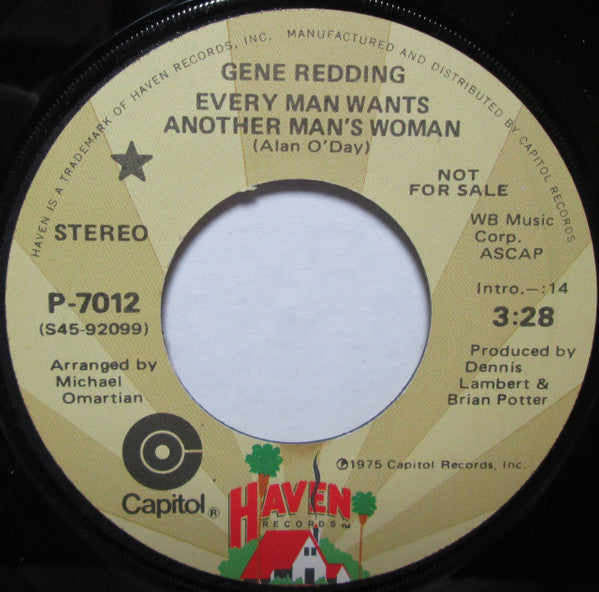 HAVEN IS A TRADEMARK OF HAVEN RECORDS, INC. MANUFACTURED AND DISTRIBUTED BY CAPITOL RECORDS
GENE REDDING
EVERY MAN WANTS
ANOTHER MAN'S WOMAN
(Alan O'Day)
NOT
FOR SALE
STEREO
WB Music
Corp.
ASCAP
P-7012
(S45-92099)
Intro.–:14
3:28
Arranged by
Michael
Omartian
Produced by
Dennis
Lambert &
Brian Potter
Ⓟ1975 Capitol Records, Inc.
Capitol®
HAVEN
RECORDS™